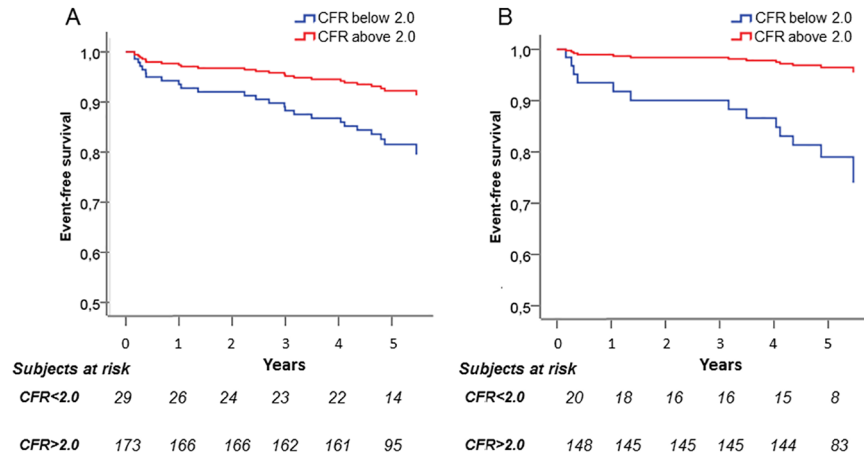 A
CFR below 2.0
CFR above 2.0
1,0
0,9
0,8
0,7
0,6
0,5
Event-free survival
0 1 2 3 4 5
Years
Subjects at risk
CFR<2.0 29 26 24 23 22 14
CFR>2.0 173 166 166 162 161 95
B
CFR below 2.0
CFR above 2.0
1,0
0,9
0,8
0,7
0,6
0,5
Event-free survival
0 1 2 3 4 5
Years
Subjects at risk
CFR<2.0 20 18 16 16 15 8
CFR>2.0 148 145 145 145 144 83